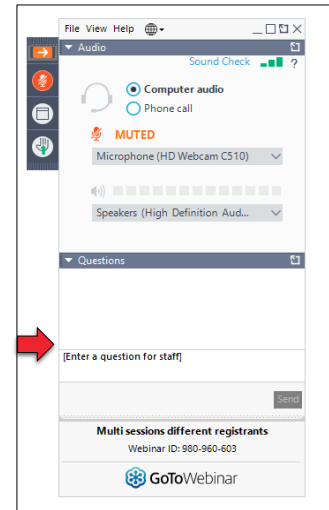 File View Help
Audio
Sound Check ?
Computer audio
Phone call
MUTED
Microphone (HD Webcam C510)
Speakers (High Definition Aud...
Questions
[Enter a question for staff]
Send
Multi sessions different registrants
Webinar ID: 980-960-603
GoToWebinar